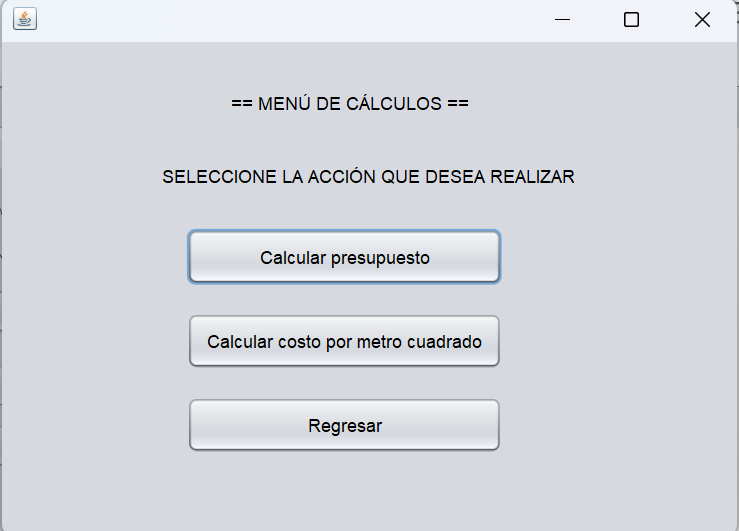 == MENÚ DE CÁLCULOS ==
SELECCIONE LA ACCIÓN QUE DESEA REALIZAR
Calcular presupuesto
Calcular costo por metro cuadrado
Regresar